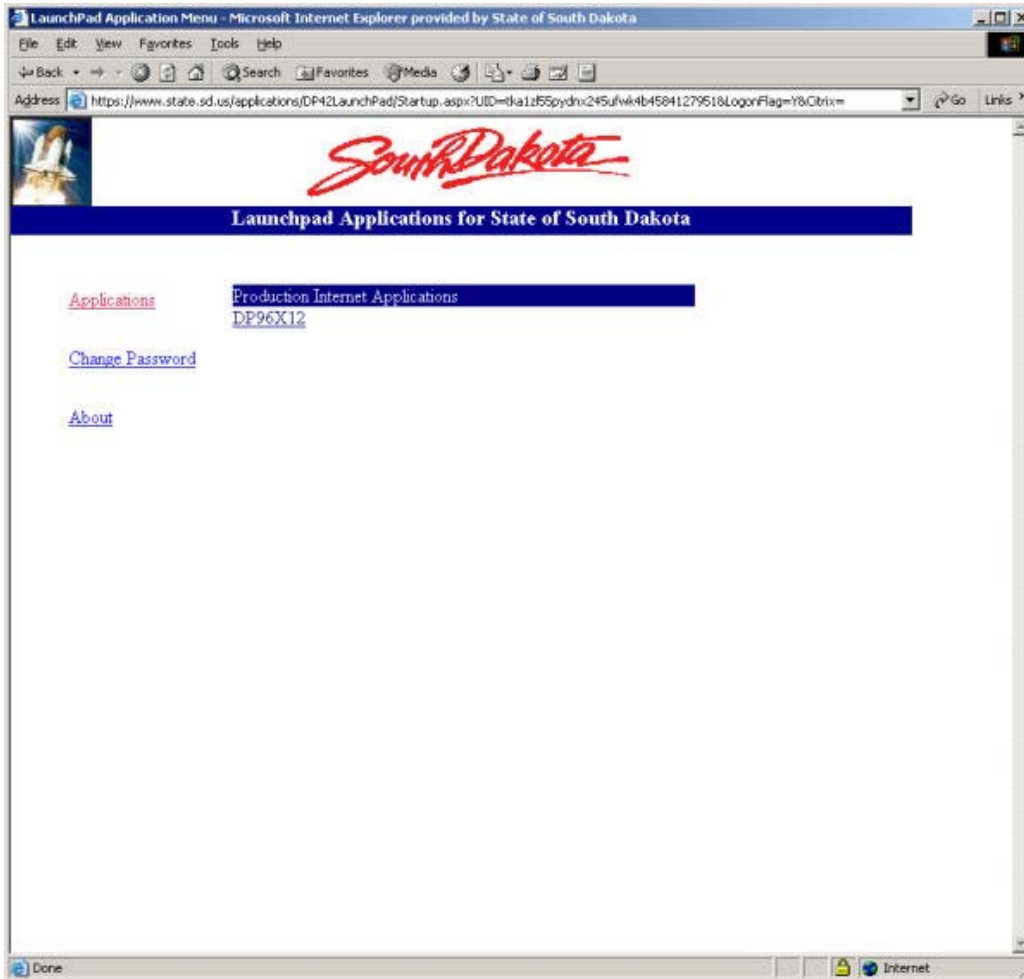 LaunchPad Application Menu - Microsoft Internet Explorer provided by State of South Dakota
File Edit View Favorites Tools Help
Back Search Favorites Media
Address https://www.state.sd.us/applications/DP42LaunchPad/Startup.aspx?UID=tka1zl55pydnx245ufwk4b45841279518&LogonFlag=Y&Citrix= Go Links
South Dakota
Launchpad Applications for State of South Dakota
Applications
Production Internet Applications
DP96X12
Change Password
About
Done Internet